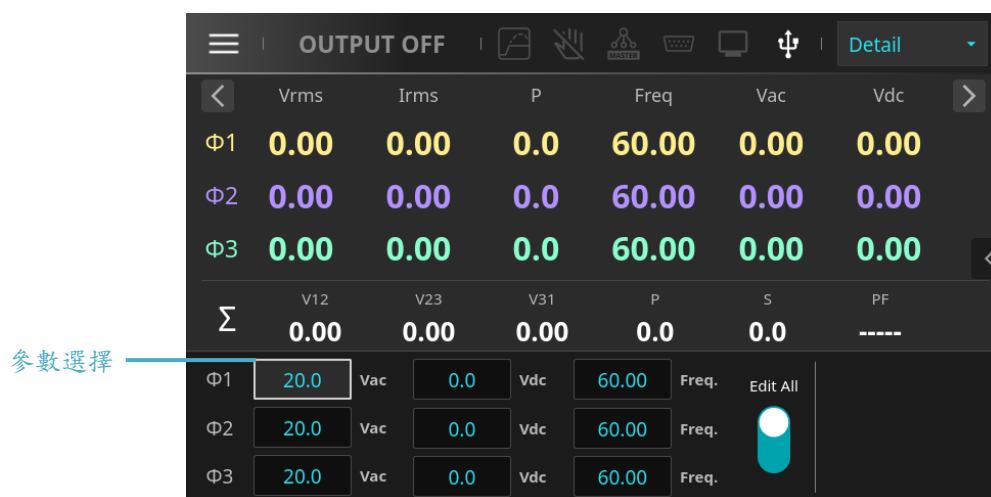 OUTPUT OFF MASTER Detail
Vrms Irms P Freq Vac Vdc
Φ1 0.00 0.00 0.0 60.00 0.00 0.00
Φ2 0.00 0.00 0.0 60.00 0.00 0.00
Φ3 0.00 0.00 0.0 60.00 0.00 0.00
V12 V23 V31 P S PF
Σ 0.00 0.00 0.00 0.0 0.0 -----
參數選擇
Φ1 20.0 Vac 0.0 Vdc 60.00 Freq. Edit All
Φ2 20.0 Vac 0.0 Vdc 60.00 Freq.
Φ3 20.0 Vac 0.0 Vdc 60.00 Freq.